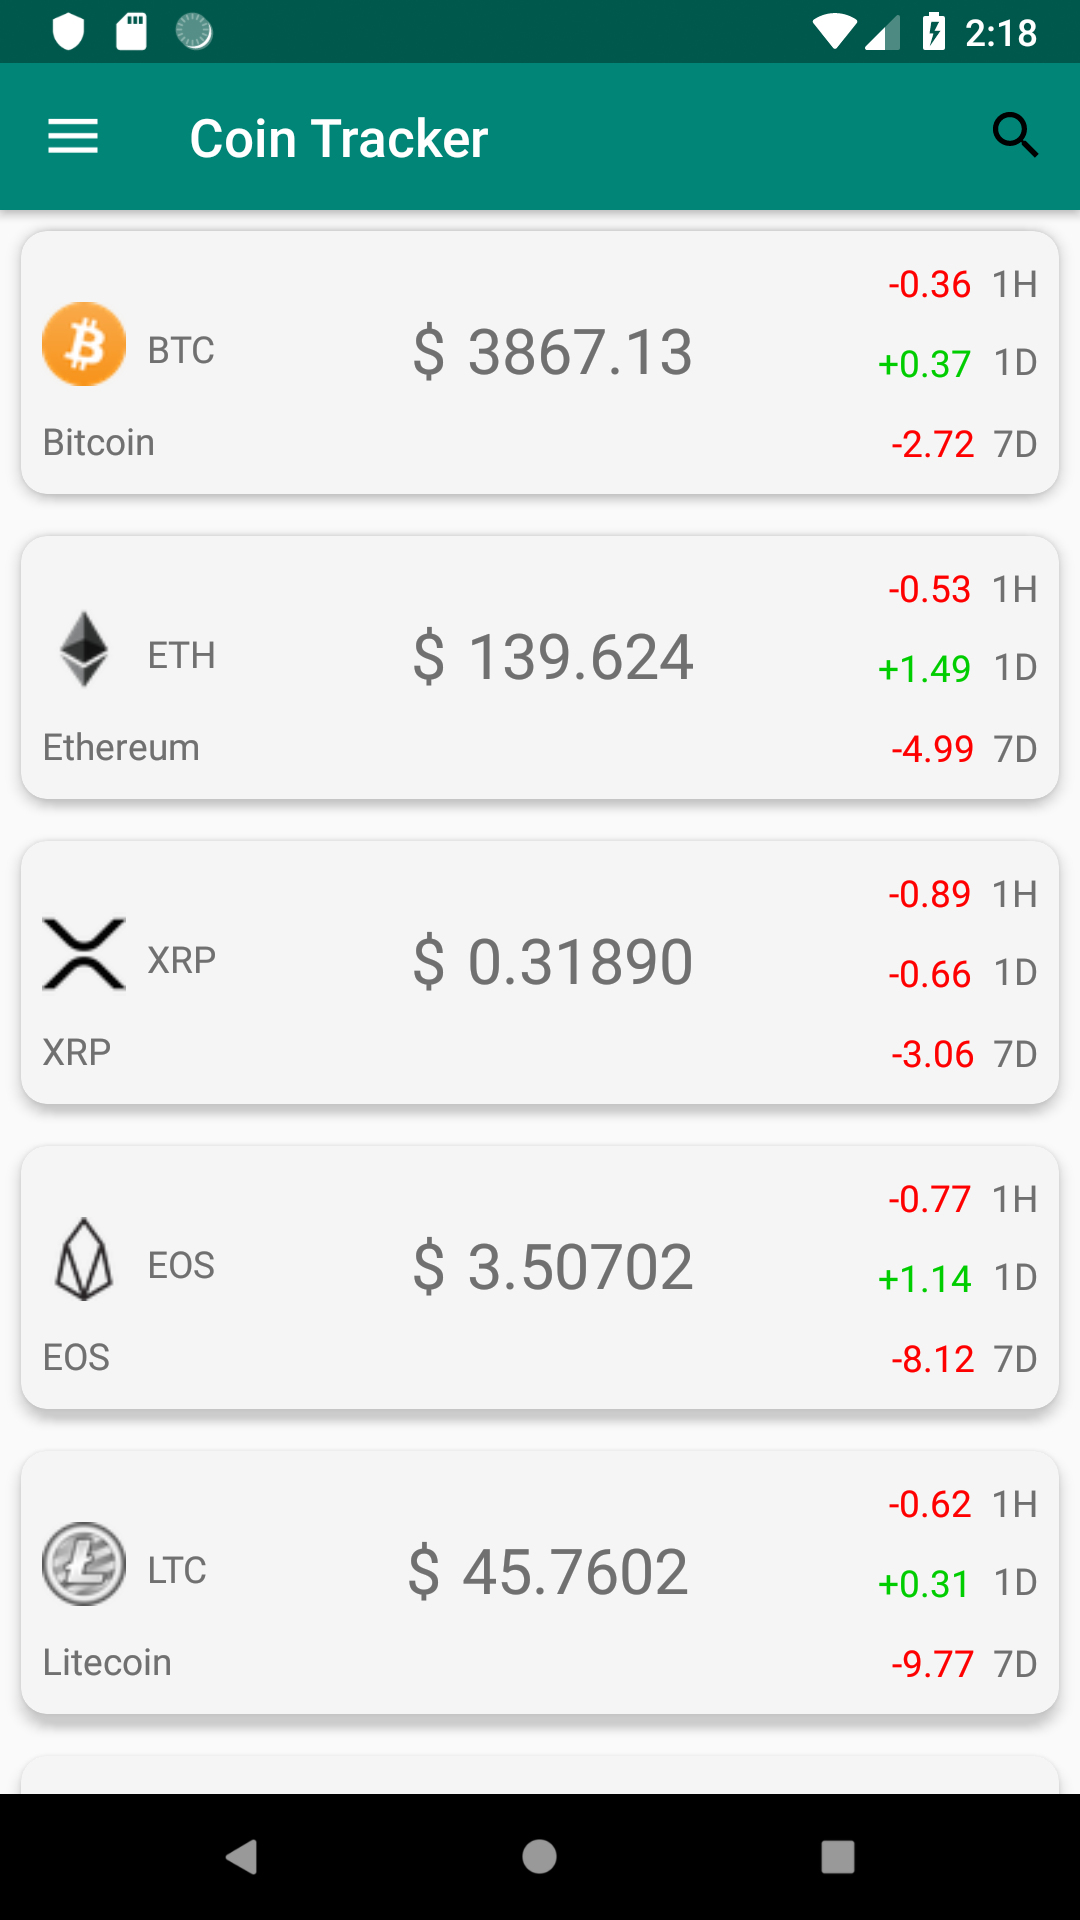 2:18
Coin Tracker
-0.36 1H
BTC $ 3867.13
+0.37 1D
Bitcoin
-2.72 7D
-0.53 1H
ETH $ 139.624
+1.49 1D
Ethereum
-4.99 7D
-0.89 1H
XRP $ 0.31890
-0.66 1D
XRP
-3.06 7D
-0.77 1H
EOS $ 3.50702
+1.14 1D
EOS
-8.12 7D
-0.62 1H
LTC $ 45.7602
+0.31 1D
Litecoin
-9.77 7D